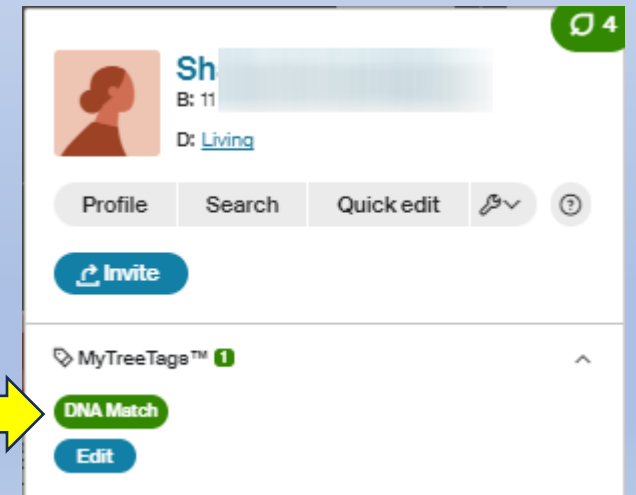 4
Sh
B: 11
D: Living
Profile Search Quick edit
Invite
MyTreeTags™ 1
DNA Match
Edit